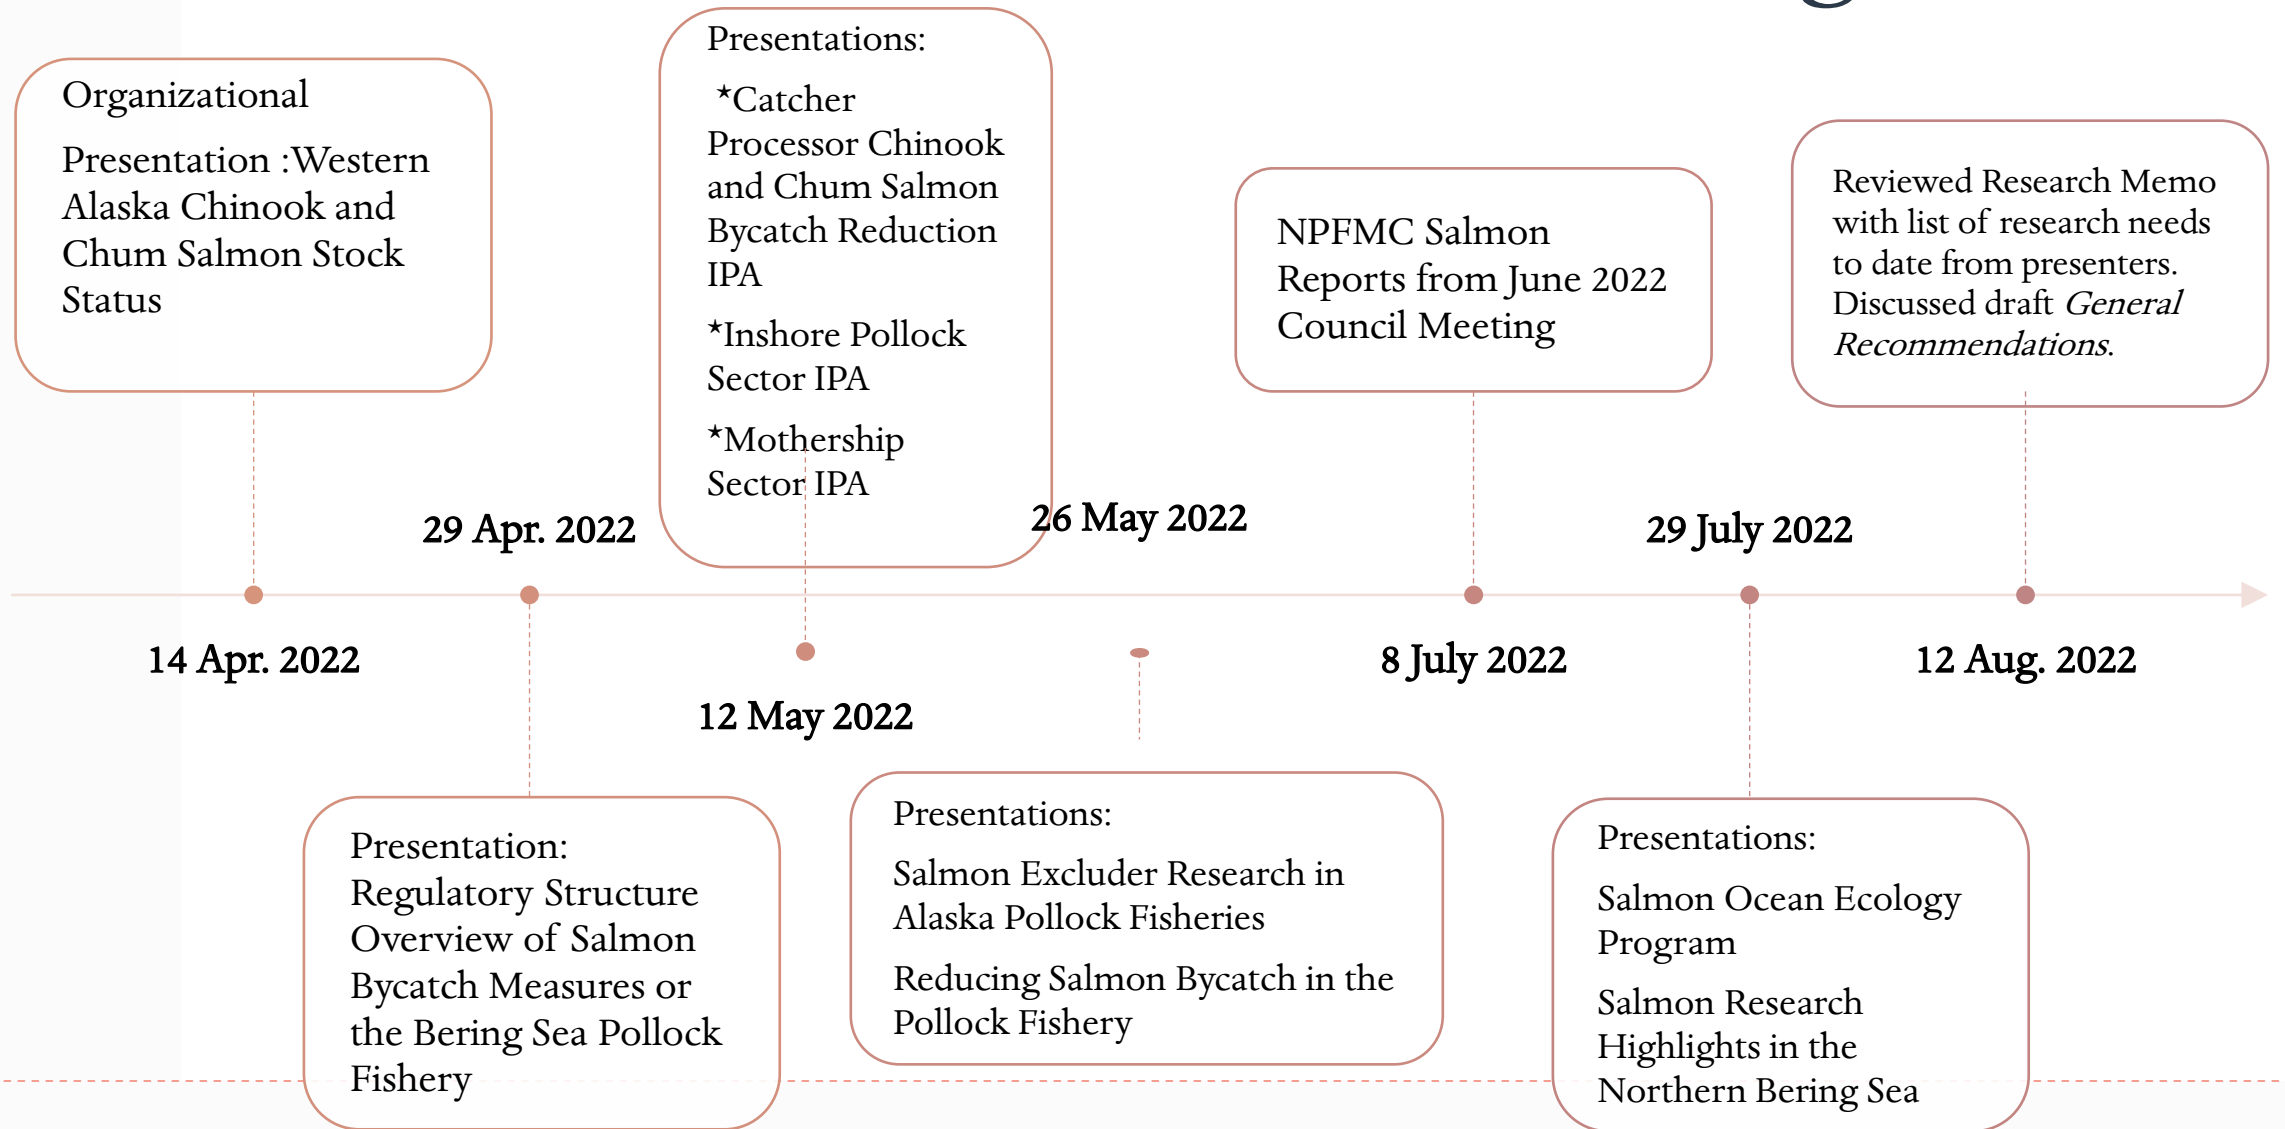 Organizational
Presentation :Western
Alaska Chinook and
Chum Salmon Stock
Status
14 Apr. 2022
29 Apr. 2022
Presentation:
Regulatory Structure
Overview of Salmon
Bycatch Measures or
the Bering Sea Pollock
Fishery
Presentations:
*Catcher
Processor Chinook
and Chum Salmon
Bycatch Reduction
IPA
*Inshore Pollock
Sector IPA
*Mothership
Sector IPA
12 May 2022
26 May 2022
Presentations:
Salmon Excluder Research in
Alaska Pollock Fisheries
Reducing Salmon Bycatch in the
Pollock Fishery
NPFMC Salmon
Reports from June 2022
Council Meeting
8 July 2022
29 July 2022
Presentations:
Salmon Ocean Ecology
Program
Salmon Research
Highlights in the
Northern Bering Sea
Reviewed Research Memo
with list of research needs
to date from presenters.
Discussed draft General
Recommendations.
12 Aug. 2022